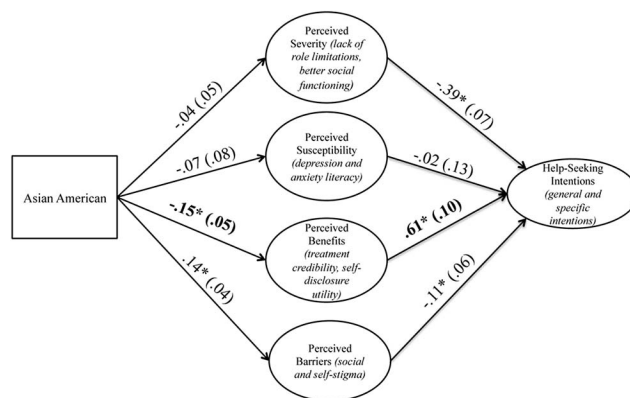 Perceived
Severity (lack of
role limitations,
better social
functioning)
-.04 (.05)
-.39* (.07)
Perceived
Susceptibility
(depression and
anxiety literacy)
-.07 (.08)
-.02 (.13)
Asian American
Help-Seeking
Intentions
(general and
specific
intentions)
-.15* (.05)
.61* (.10)
Perceived
Benefits
(treatment
credibility, self-
disclosure
utility)
.14* (.04)
-.11* (.06)
Perceived
Barriers (social
and self-stigma)